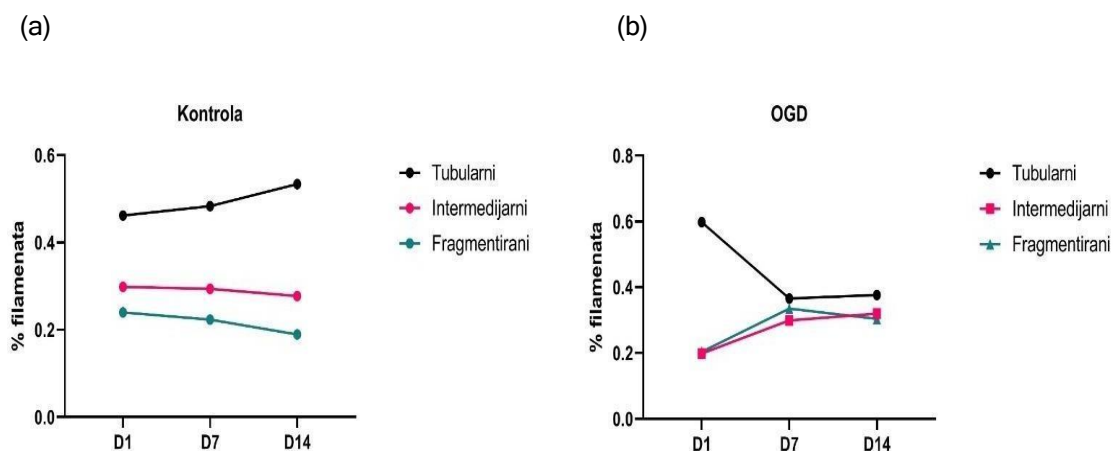 (a)
Kontrola
% filamenata
0.6
0.4
0.2
0.0
D1 D7 D14
Tubularni
Intermedijarni
Fragmentirani
(b)
OGD
% filamenata
0.8
0.6
0.4
0.2
0.0
D1 D7 D14
Tubularni
Intermedijarni
Fragmentirani